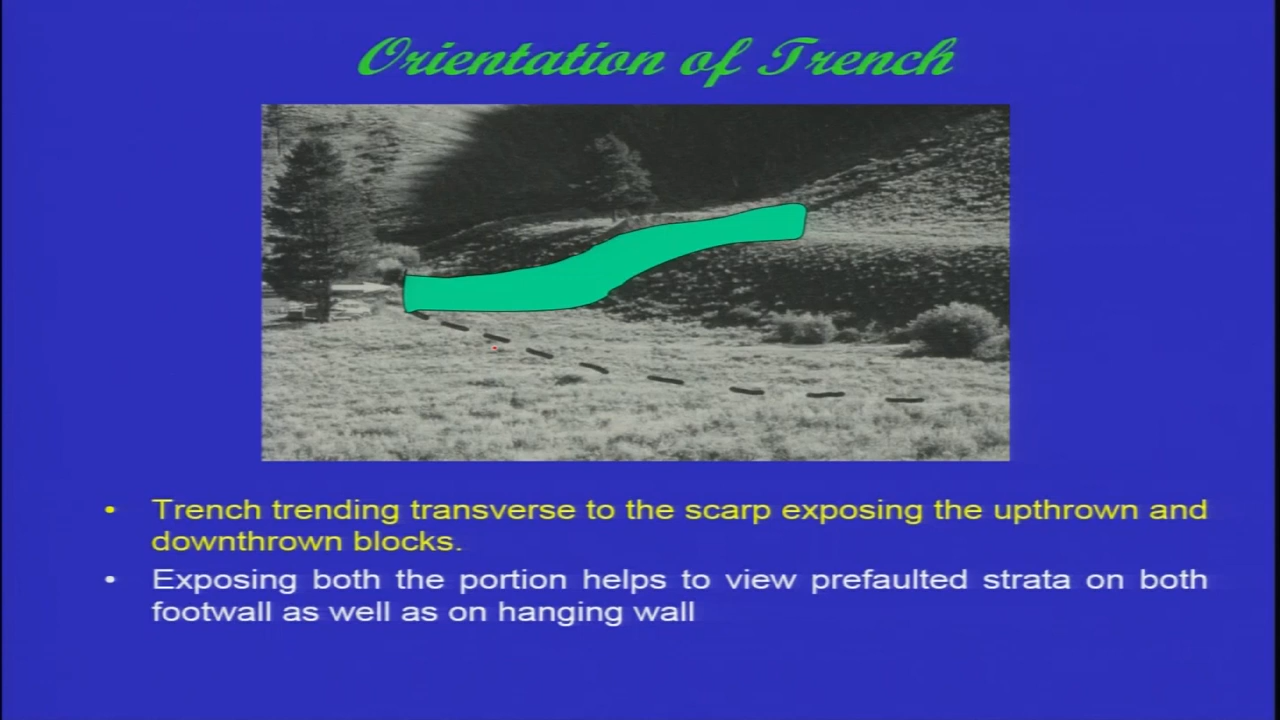 Orientation of Trench
• Trench trending transverse to the scarp exposing the upthrown and
downthrown blocks.
• Exposing both the portion helps to view prefaulted strata on both
footwall as well as on hanging wall